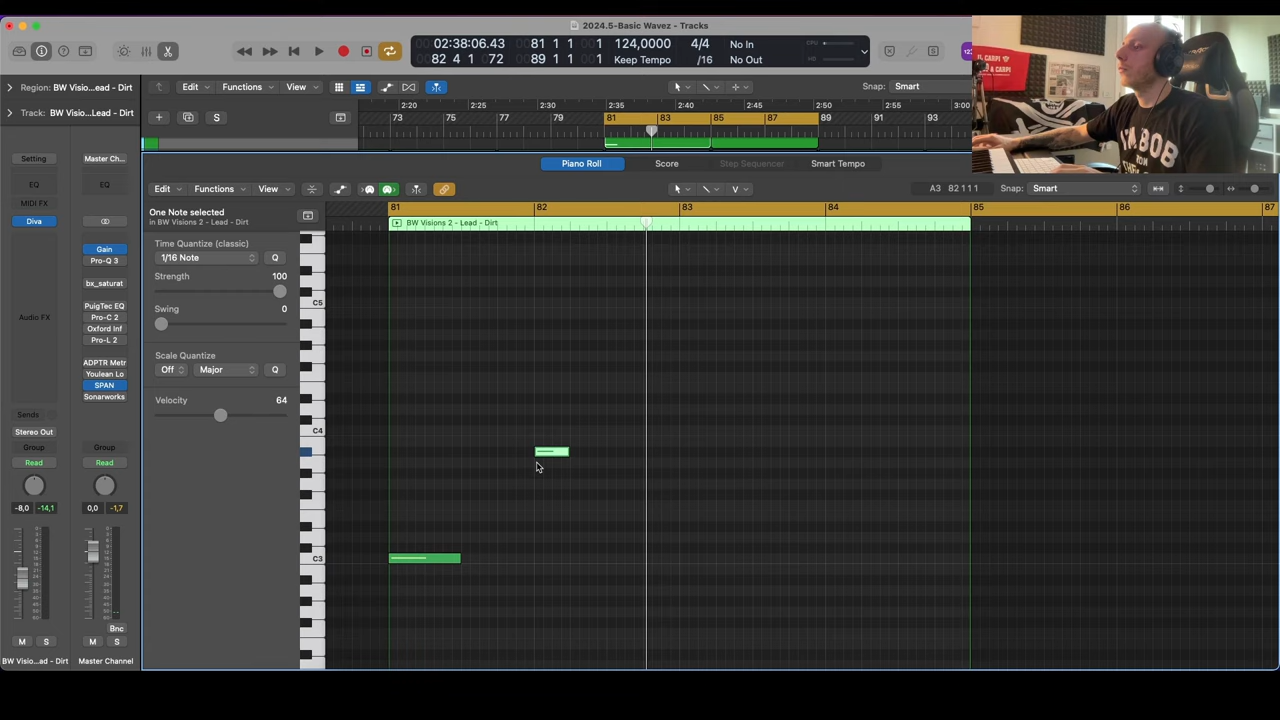 2024.5-Basic Wavez - Tracks
02:38:06.43 0081 1 1 001 124,0000 4/4 No In CPU
0082 4 1 072 0089 1 1 001 Keep Tempo /16 No Out HD
Region: BW Visio...ead - Dirt
Edit Functions View Snap: Smart
2:20 2:25 2:30 2:35 2:40 2:45 2:50 2:55 3:00
Track: BW Visio...Lead - Dirt
S 73 75 77 79 81 83 85 87 89 91 93
Piano Roll Score Step Sequencer Smart Tempo
Setting Master Ch...
EQ EQ
MIDI FX
Diva
Gain
Pro-Q 3
bx_saturat
PuigTec EQ
Audio FX Pro-C 2
Oxford Inf
Pro-L 2
ADPTR Metr
Youlean Lo
SPAN
Sonarworks
Sends
Stereo Out
Group Group
Read Read
-8,0 -14,1 0,0 -1,7
Bnc
M S M S
BW Visio...ad - Dirt Master Channel
Edit Functions View A3 82 1 1 1 Snap: Smart
One Note selected
in BW Visions 2 - Lead - Dirt
81 82 83 84 85 86 87
BW Visions 2 - Lead - Dirt
Time Quantize (classic)
1/16 Note Q
Strength 100
Swing 0
Scale Quantize
Off Major Q
Velocity 64
C5
C4
C3
I'M BOB